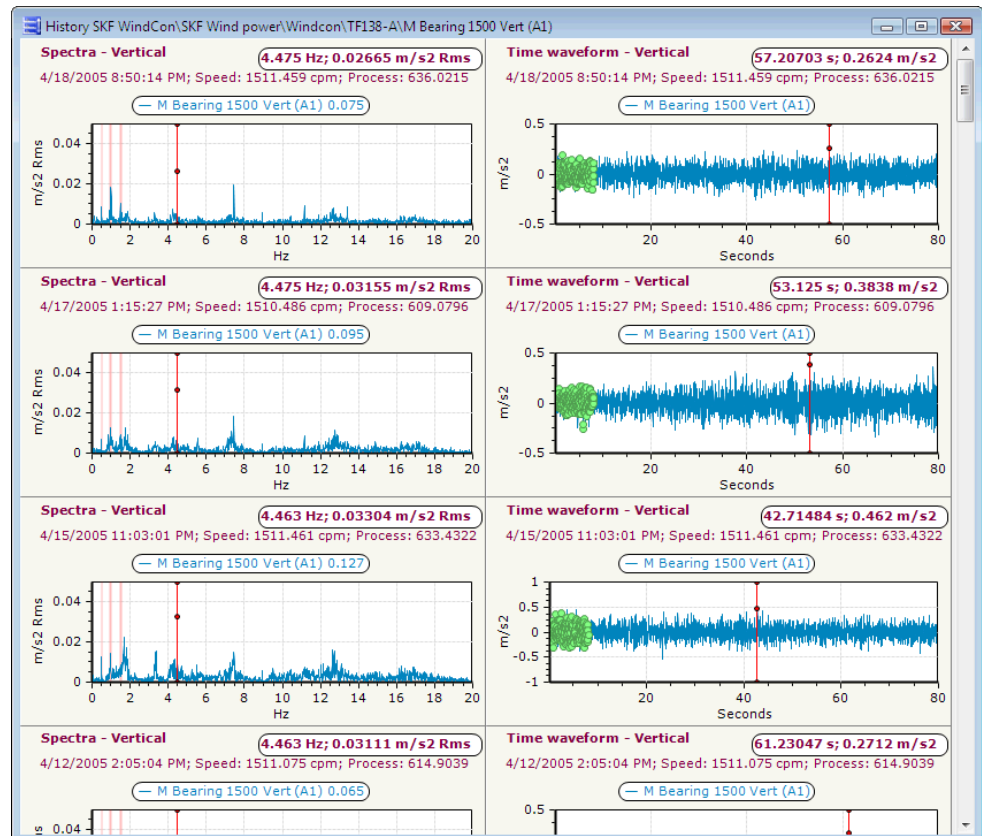 History SKF WindCon\SKF Wind power\Windcon\TF138-A\M Bearing 1500 Vert (A1)
Spectra - Vertical
4.475 Hz; 0.02665 m/s2 Rms
4/18/2005 8:50:14 PM; Speed: 1511.459 cpm; Process: 636.0215
— M Bearing 1500 Vert (A1) 0.075
m/s2 Rms
0.04
0.02
0
0 2 4 6 8 10 12 14 16 18 20
Hz
Time waveform - Vertical
57.20703 s; 0.2624 m/s2
4/18/2005 8:50:14 PM; Speed: 1511.459 cpm; Process: 636.0215
— M Bearing 1500 Vert (A1)
m/s2
0.5
0
-0.5
20 40 60 80
Seconds
Spectra - Vertical
4.475 Hz; 0.03155 m/s2 Rms
4/17/2005 1:15:27 PM; Speed: 1510.486 cpm; Process: 609.0796
— M Bearing 1500 Vert (A1) 0.095
m/s2 Rms
0.04
0.02
0
0 2 4 6 8 10 12 14 16 18 20
Hz
Time waveform - Vertical
53.125 s; 0.3838 m/s2
4/17/2005 1:15:27 PM; Speed: 1510.486 cpm; Process: 609.0796
— M Bearing 1500 Vert (A1)
m/s2
0.5
0
-0.5
20 40 60 80
Seconds
Spectra - Vertical
4.463 Hz; 0.03304 m/s2 Rms
4/15/2005 11:03:01 PM; Speed: 1511.461 cpm; Process: 633.4322
— M Bearing 1500 Vert (A1) 0.127
m/s2 Rms
0.04
0.02
0
0 2 4 6 8 10 12 14 16 18 20
Hz
Time waveform - Vertical
42.71484 s; 0.462 m/s2
4/15/2005 11:03:01 PM; Speed: 1511.461 cpm; Process: 633.4322
— M Bearing 1500 Vert (A1)
m/s2
1
0.5
0
-0.5
-1
20 40 60 80
Seconds
Spectra - Vertical
4.463 Hz; 0.03111 m/s2 Rms
4/12/2005 2:05:04 PM; Speed: 1511.075 cpm; Process: 614.9039
— M Bearing 1500 Vert (A1) 0.065
0.04
Time waveform - Vertical
61.23047 s; 0.2712 m/s2
4/12/2005 2:05:04 PM; Speed: 1511.075 cpm; Process: 614.9039
— M Bearing 1500 Vert (A1)
0.5